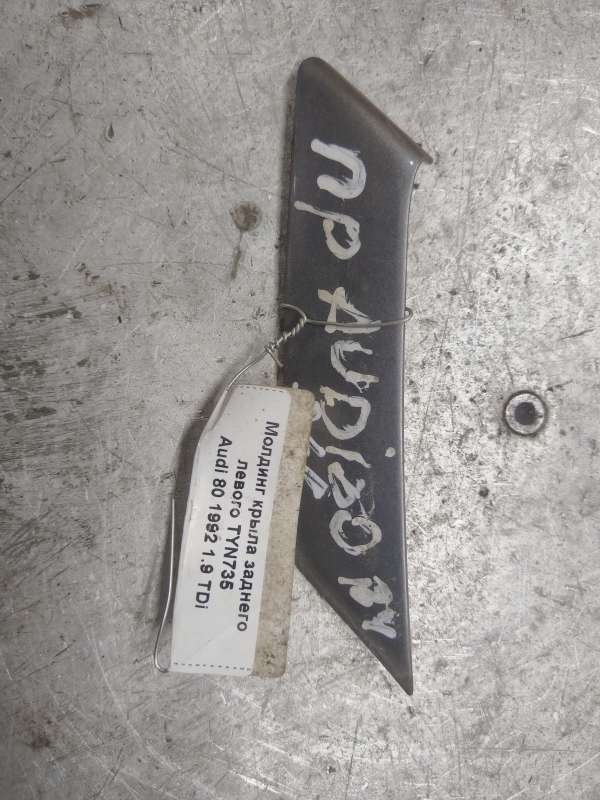 ПР AUDI 80 B4
Молдинг крыла заднего
левого TYN735
Audi 80 1992 1.9 TDi